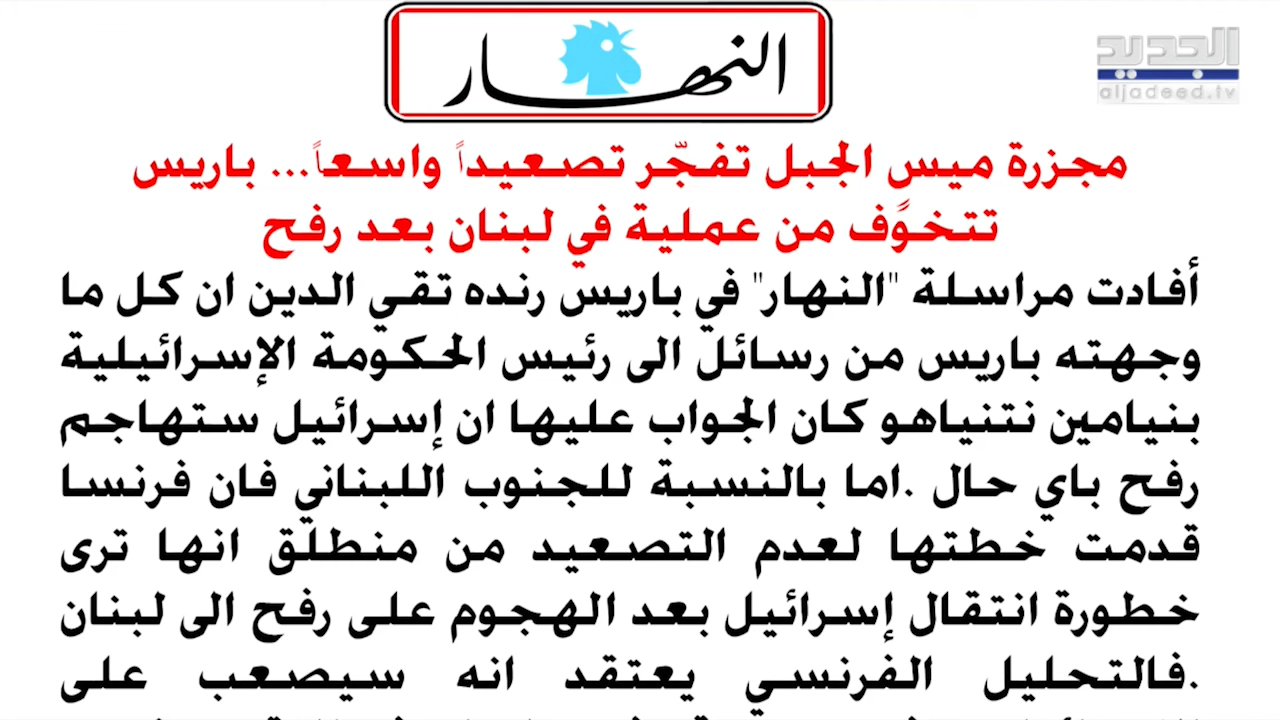 النهار
الجديد
aljadeed.tv
مجزرة ميس الجبل تفجّر تصعيداً واسعاً... باريس
تتخوًف من عملية في لبنان بعد رفح
أفادت مراسلة "النهار" في باريس رنده تقي الدين ان كل ما
وجهته باريس من رسائل الى رئيس الحكومة الإسرائيلية
بنيامين نتنياهو كان الجواب عليها ان إسرائيل ستهاجم
رفح باي حال .اما بالنسبة للجنوب اللبناني فان فرنسا
قدمت خطتها لعدم التصعيد من منطلق انها ترى
خطورة انتقال إسرائيل بعد الهجوم على رفح الى لبنان
.فالتحليل الفرنسي يعتقد انه سيصعب على